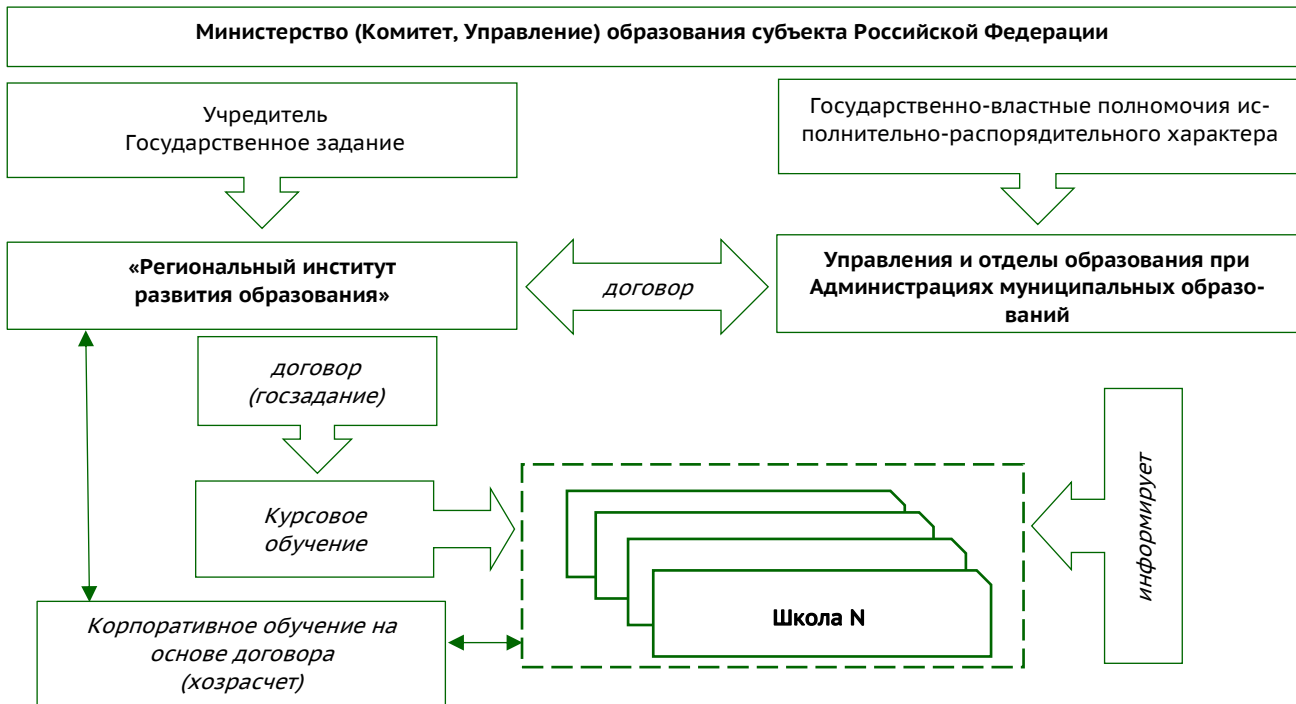 Министерство (Комитет, Управление) образования субъекта Российской Федерации
Учредитель
Государственное задание
Государственно-властные полномочия ис-
полнительно-распорядительного характера
«Региональный институт
развития образования»
договор
Управления и отделы образования при
Администрациях муниципальных образо-
ваний
договор
(госзадание)
Курсовое
обучение
информирует
Школа N
Корпоративное обучение на
основе договора
(хозрасчет)